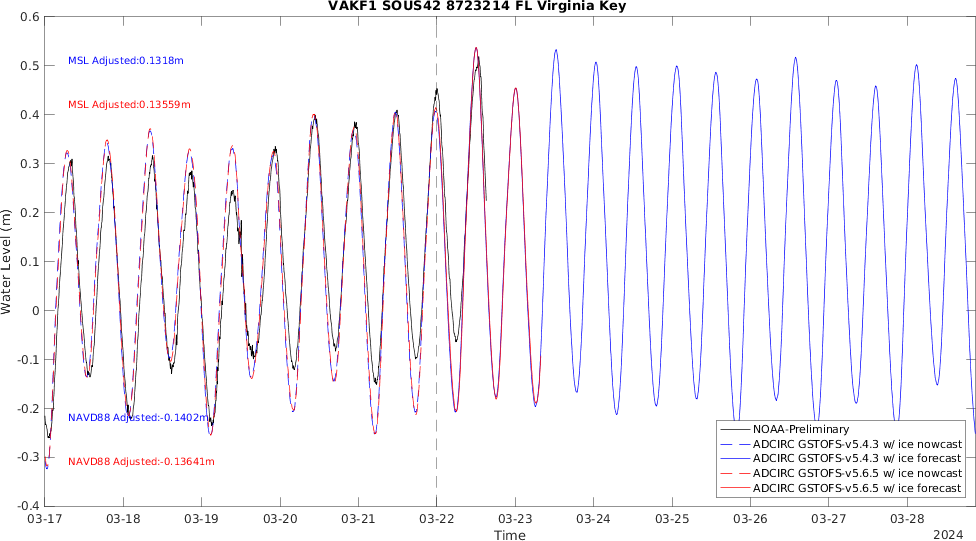 VAKF1 SOUS42 8723214 FL Virginia Key
Water Level (m)
0.6
0.5
0.4
0.3
0.2
0.1
0
-0.1
-0.2
-0.3
-0.4
MSL Adjusted:0.1318m
MSL Adjusted:0.13559m
NAVD88 Adjusted:-0.1402m
NAVD88 Adjusted:-0.13641m
NOAA-Preliminary
ADCIRC GSTOFS-v5.4.3 w/ ice nowcast
ADCIRC GSTOFS-v5.4.3 w/ ice forecast
ADCIRC GSTOFS-v5.6.5 w/ ice nowcast
ADCIRC GSTOFS-v5.6.5 w/ ice forecast
03-17 03-18 03-19 03-20 03-21 03-22 03-23 03-24 03-25 03-26 03-27 03-28
Time
2024